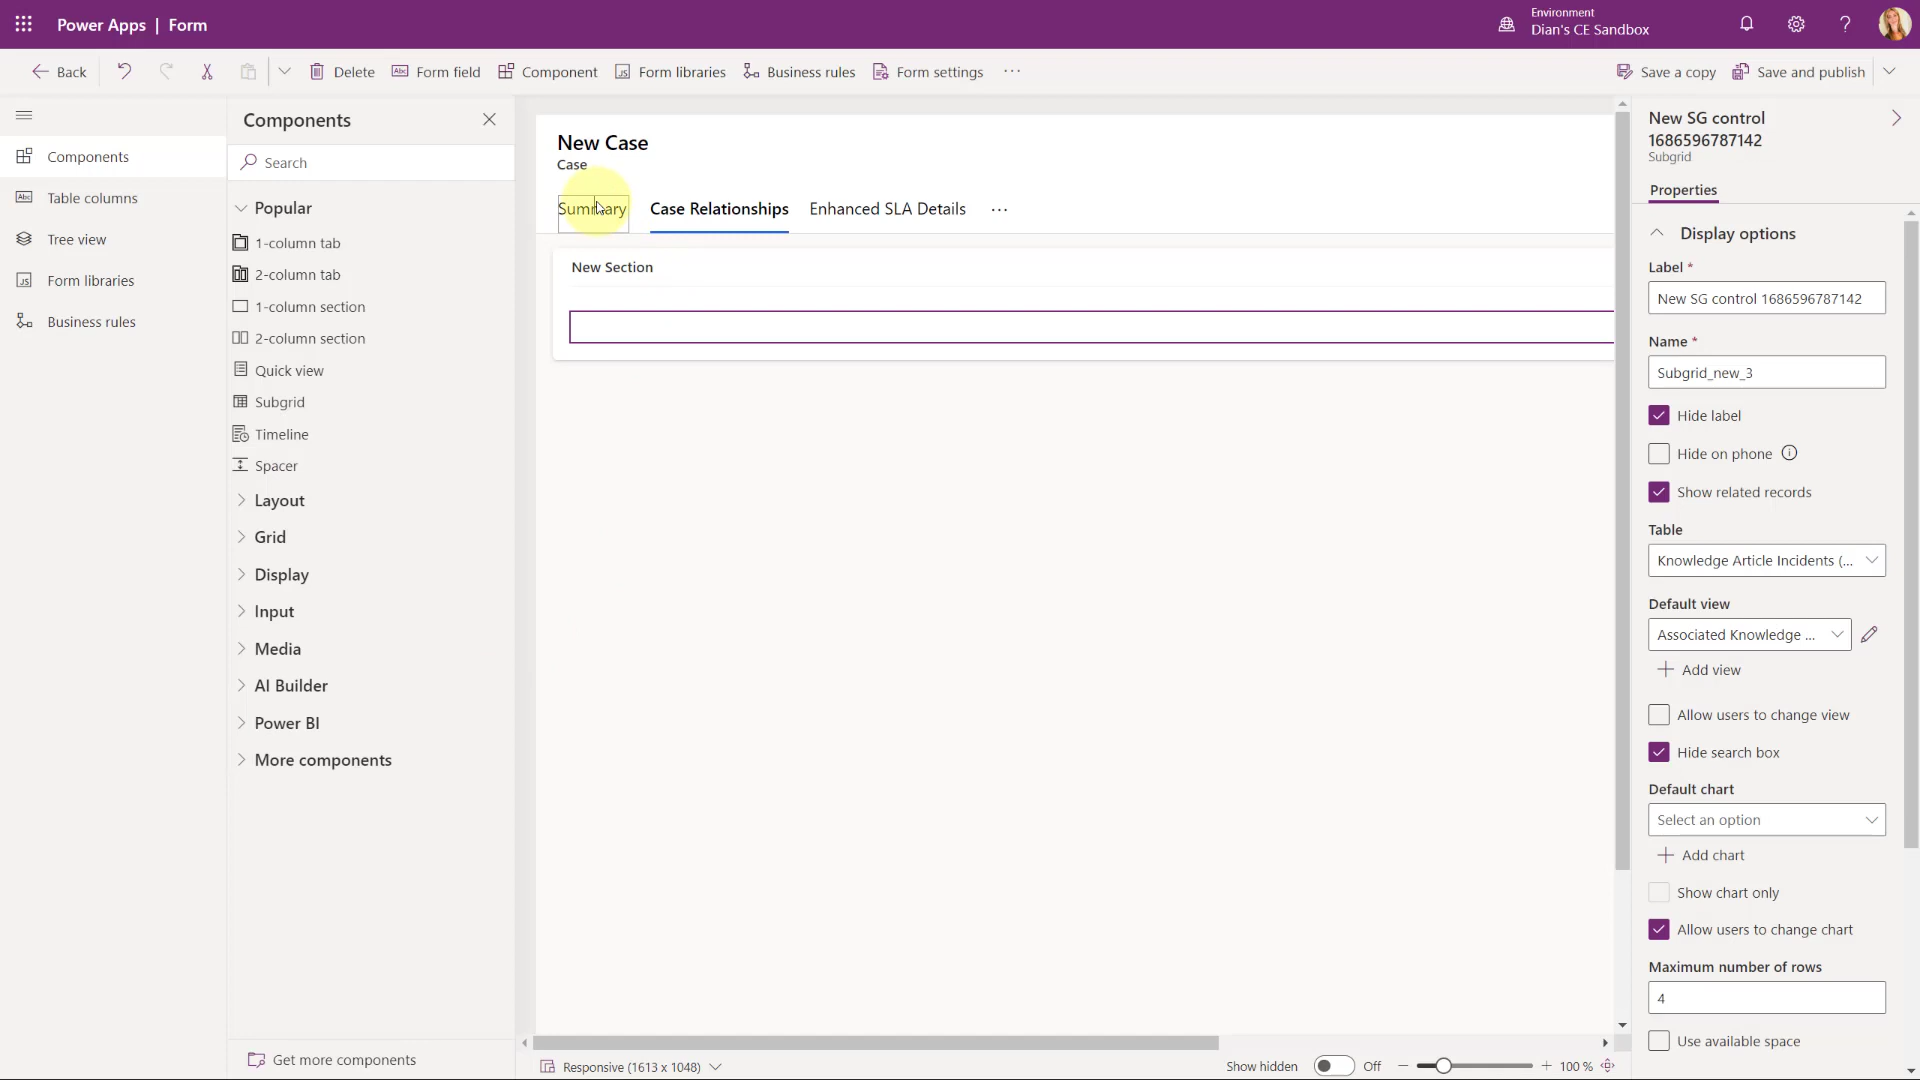 Power Apps | Form
Environment
Dian's CE Sandbox
Back
Delete
Abc Form field
Component
JS Form libraries
Business rules
Form settings
Save a copy
Save and publish
Components
Abc Table columns
Tree view
JS Form libraries
Business rules
Components
Search
Popular
1-column tab
2-column tab
1-column section
2-column section
Quick view
Subgrid
Timeline
Spacer
Layout
Grid
Display
Input
Media
AI Builder
Power BI
More components
Get more components
New Case
Case
Summary
Case Relationships
Enhanced SLA Details
New Section
Responsive (1613 x 1048)
Show hidden
Off
100 %
New SG control
1686596787142
Subgrid
Properties
Display options
Label *
New SG control 1686596787142
Name *
Subgrid_new_3
Hide label
Hide on phone
Show related records
Table
Knowledge Article Incidents (...
Default view
Associated Knowledge ...
Add view
Allow users to change view
Hide search box
Default chart
Select an option
Add chart
Show chart only
Allow users to change chart
Maximum number of rows
4
Use available space